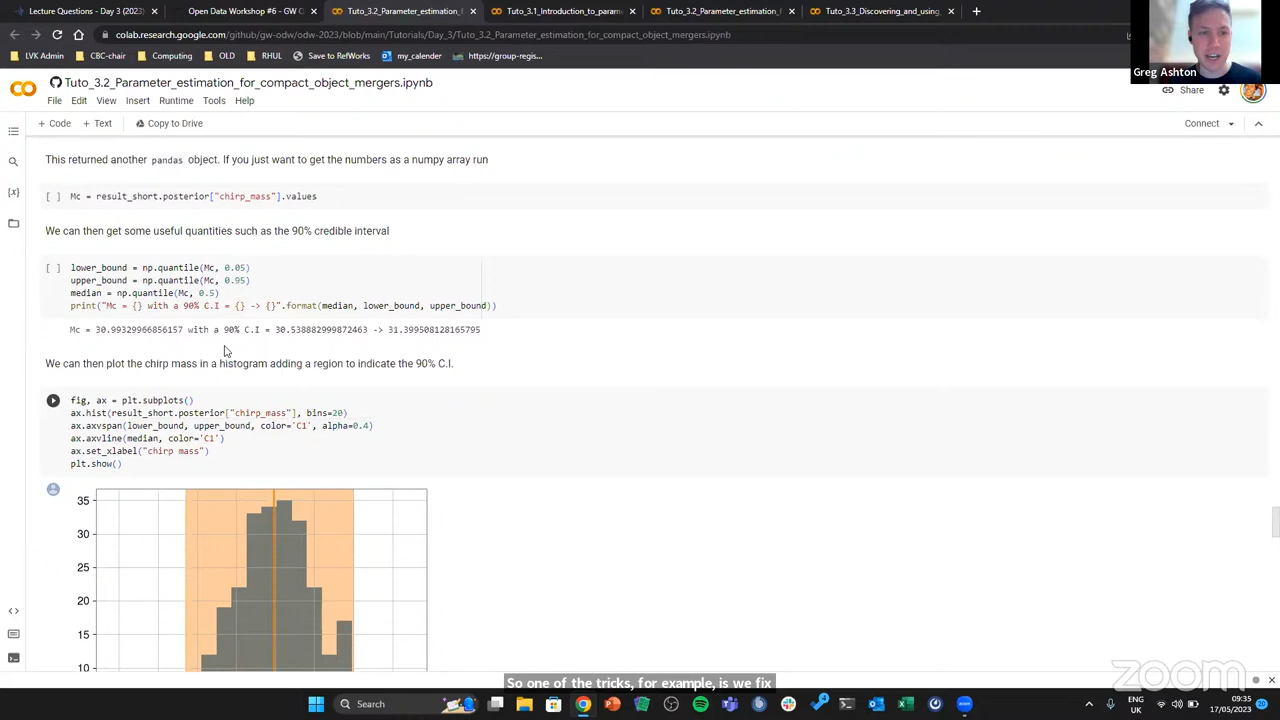 Lecture Questions
Open Data Workshop #6 - GW C
Tuto_3.2_Parameter_estimation_f
Tuto_3.1_Introduction_to_param
Tuto_3.2_Parameter_estimation_f
Tuto_3.3_Discovering_and_using_
colab.research.google.com/github/gw-odw/odw-2023/blob/main/Tutorials/Day_3/Tuto_3.2_Parameter_estimation_for_compact_object_mergers.ipynb
LVK Admin
CBC-chair
Computing
OLD
RHUL
Save to RefWorks
my_calender
https://group-regis...
Greg Ashton
Tuto_3.2_Parameter_estimation_for_compact_object_mergers.ipynb
File Edit View Insert Runtime Tools Help
Share
+ Code + Text Copy to Drive
Connect
This returned another pandas object. If you just want to get the numbers as a numpy array run
[ ] Mc = result_short.posterior["chirp_mass"].values
We can then get some useful quantities such as the 90% credible interval
[ ] lower_bound = np.quantile(Mc, 0.05)
upper_bound = np.quantile(Mc, 0.95)
median = np.quantile(Mc, 0.5)
print("Mc = {} with a 90% C.I = {} -> {}".format(median, lower_bound, upper_bound))
Mc = 30.99329966856157 with a 90% C.I = 30.538882999872463 -> 31.399508128165795
We can then plot the chirp mass in a histogram adding a region to indicate the 90% C.I.
fig, ax = plt.subplots()
ax.hist(result_short.posterior["chirp_mass"], bins=20)
ax.axvspan(lower_bound, upper_bound, color='C1', alpha=0.4)
ax.axvline(median, color='C1')
ax.set_xlabel("chirp mass")
plt.show()
35
30
25
20
15
10
zoom
So one of the tricks, for example, is we fix
Search
ENG
UK
09:35
17/05/2023
20